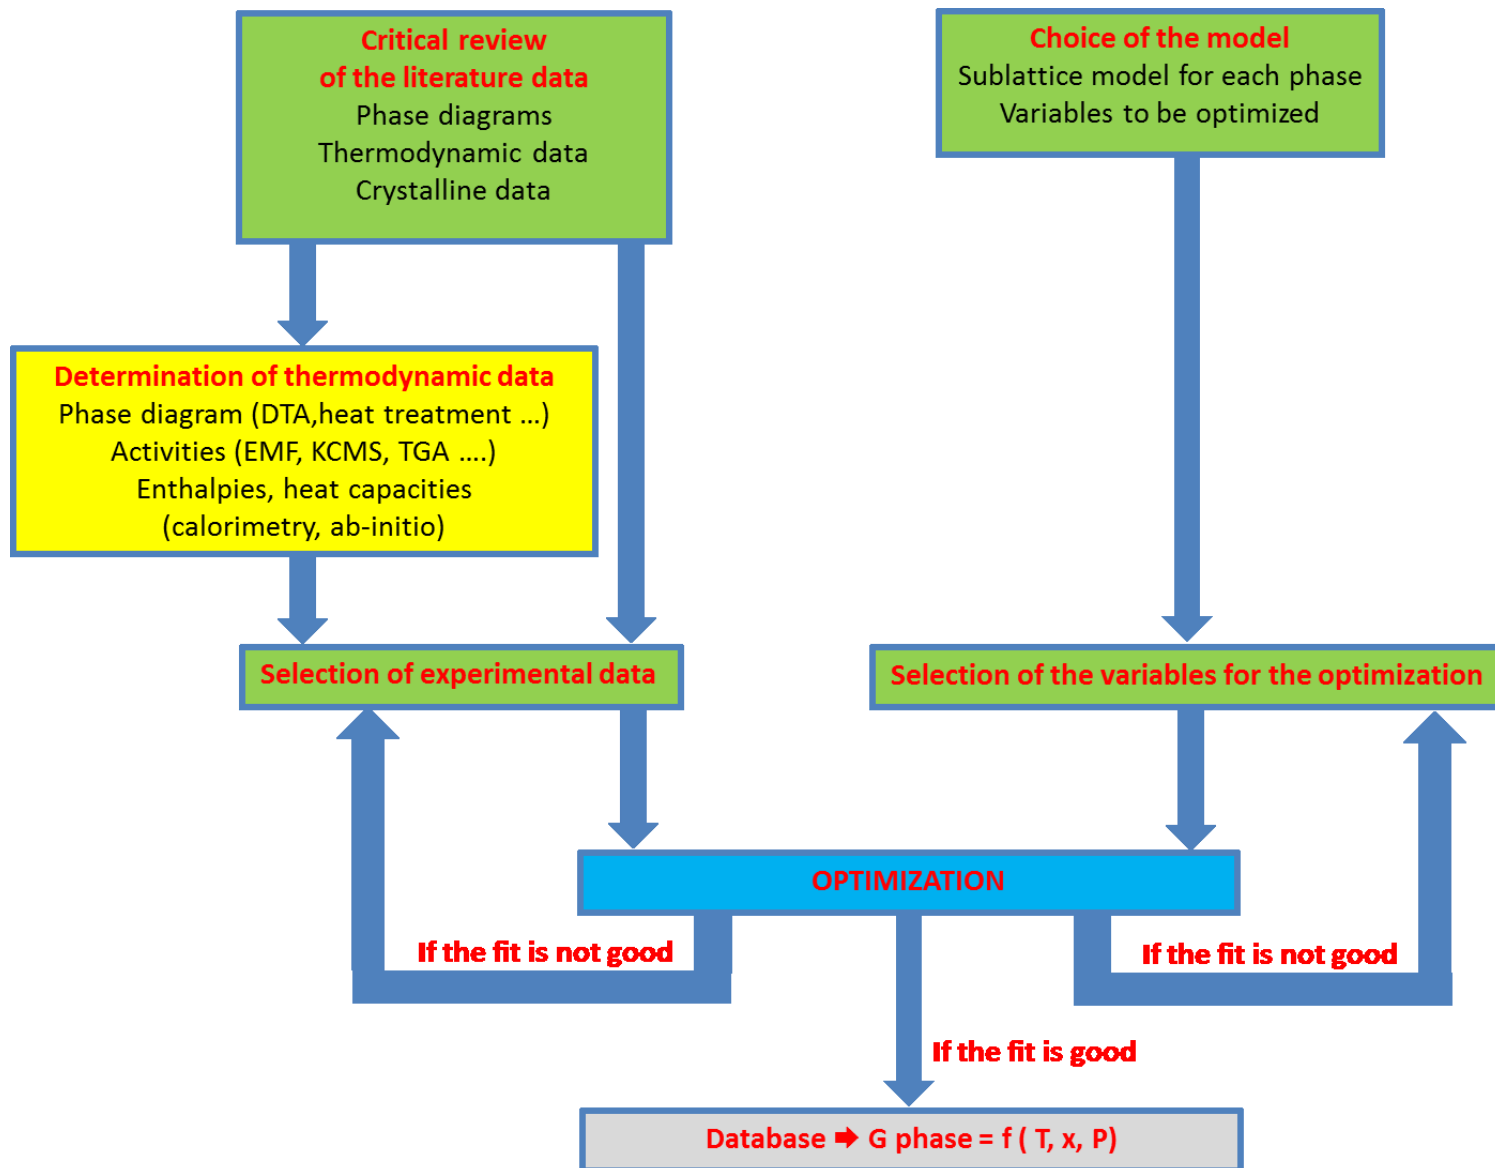 Critical review
of the literature data
Phase diagrams
Thermodynamic data
Crystalline data
Choice of the model
Sublattice model for each phase
Variables to be optimized
Determination of thermodynamic data
Phase diagram (DTA,heat treatment ...)
Activities (EMF, KCMS, TGA ....)
Enthalpies, heat capacities
(calorimetry, ab-initio)
Selection of experimental data
Selection of the variables for the optimization
OPTIMIZATION
If the fit is not good
If the fit is not good
If the fit is good
Database 🡆 G phase = f ( T, x, P)